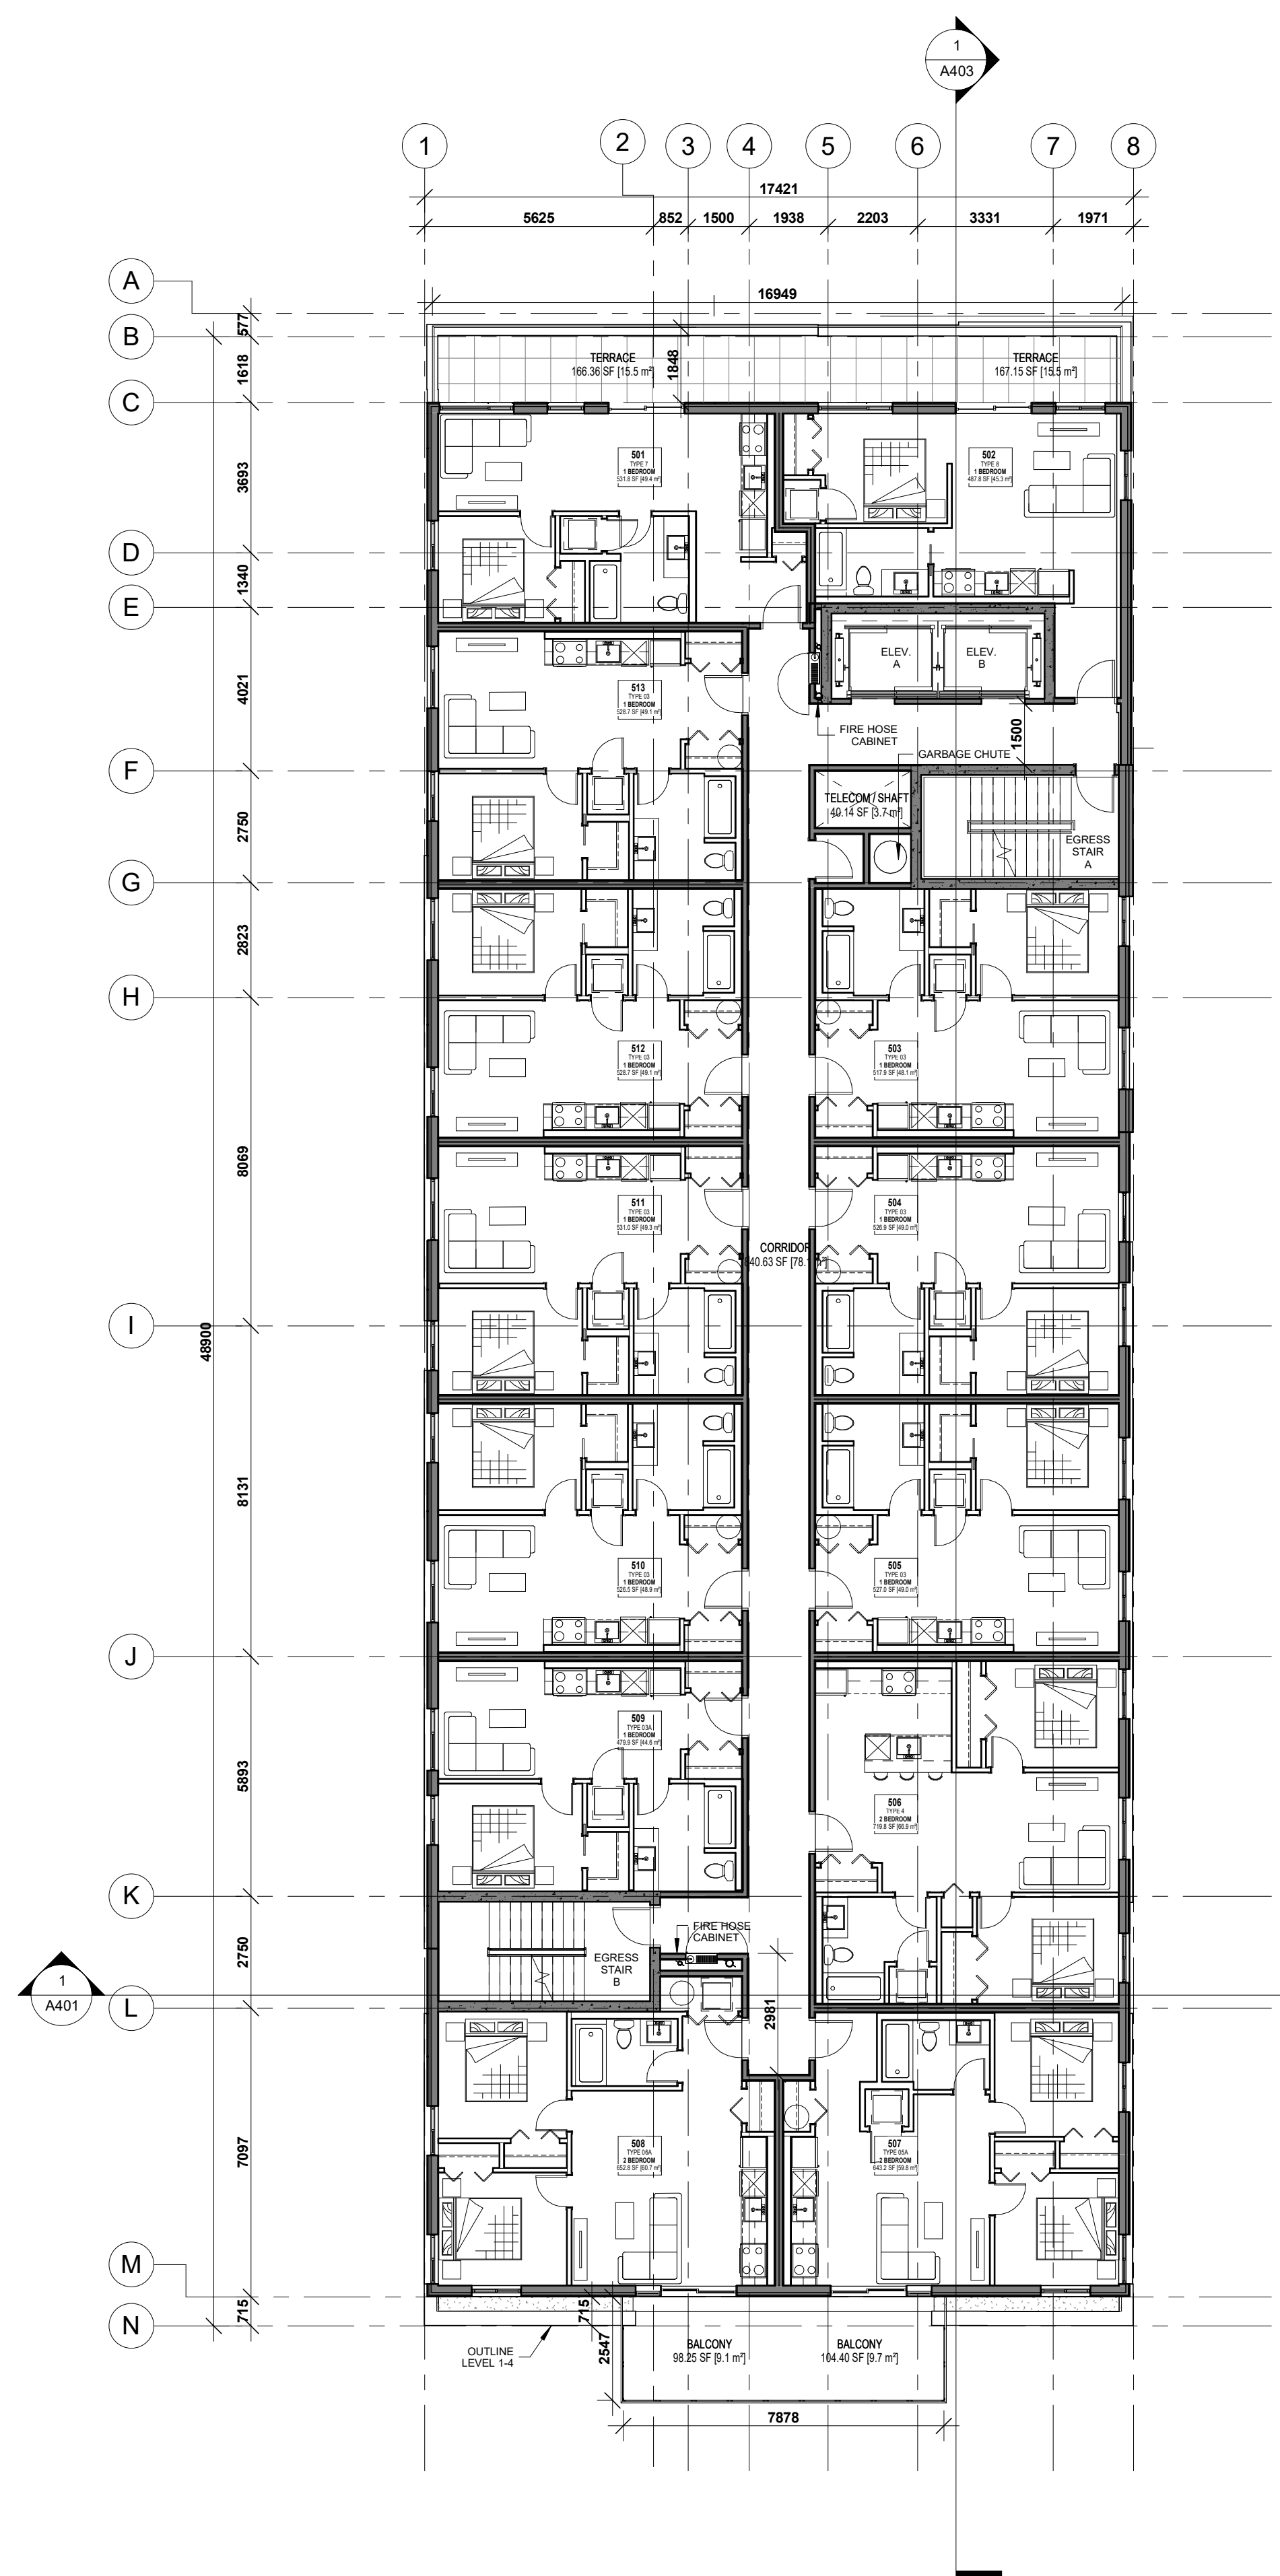 1
A403
1
2
3
4
5
6
7
8
17421
5625
852
1500
1938
2203
3331
1971
A
16949
577
B
1618
1848
TERRACE
166.36 SF [15.5 m²]
TERRACE
167.15 SF [15.5 m²]
C
3693
501
TYPE 7
1 BEDROOM
531.8 SF [49.4 m²]
502
TYPE 8
1 BEDROOM
487.8 SF [45.3 m²]
D
1340
E
ELEV.
A
ELEV.
B
4021
513
TYPE 03
1 BEDROOM
528.7 SF [49.1 m²]
FIRE HOSE
CABINET
1500
GARBAGE CHUTE
F
TELECOM / SHAFT
40.14 SF [3.7 m²]
2750
EGRESS
STAIR
A
G
2823
H
512
TYPE 03
1 BEDROOM
528.7 SF [49.1 m²]
503
TYPE 03
1 BEDROOM
517.9 SF [48.1 m²]
8069
511
TYPE 03
1 BEDROOM
531.0 SF [49.3 m²]
504
TYPE 03
1 BEDROOM
526.9 SF [49.0 m²]
CORRIDOR
840.63 SF [78.1 m²]
I
48900
8131
510
TYPE 03
1 BEDROOM
526.5 SF [48.9 m²]
505
TYPE 03
1 BEDROOM
527.0 SF [49.0 m²]
J
509
TYPE 03A
1 BEDROOM
479.9 SF [44.6 m²]
5893
506
TYPE 4
2 BEDROOM
719.8 SF [66.9 m²]
K
FIRE HOSE
CABINET
2750
EGRESS
STAIR
B
1
A401
L
2981
7097
508
TYPE 06A
2 BEDROOM
652.8 SF [60.7 m²]
507
TYPE 05A
2 BEDROOM
643.2 SF [59.8 m²]
M
715
715
N
OUTLINE
LEVEL 1-4
2547
BALCONY
98.25 SF [9.1 m²]
BALCONY
104.40 SF [9.7 m²]
7878